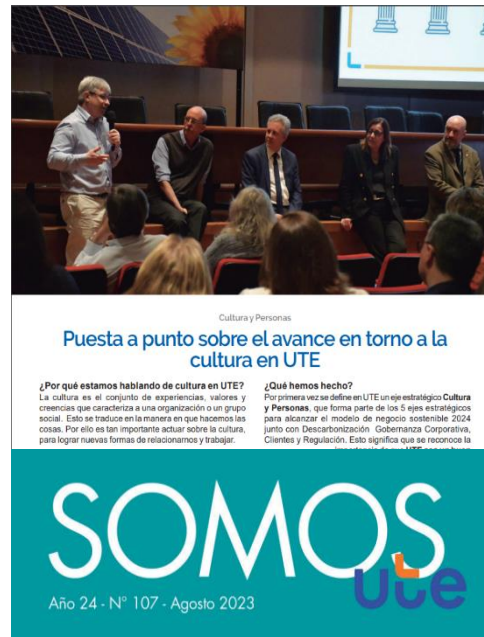 Cultura y Personas
Puesta a punto sobre el avance en torno a la
cultura en UTE
¿Por qué estamos hablando de cultura en UTE?
La cultura es el conjunto de experiencias, valores y
creencias que caracteriza a una organización o un grupo
social. Esto se traduce en la manera en que hacemos las
cosas. Por ello es tan importante actuar sobre la cultura,
para lograr nuevas formas de relacionarnos y trabajar.
¿Qué hemos hecho?
Por primera vez se define en UTE un eje estratégico Cultura
y Personas, que forma parte de los 5 ejes estratégicos
para alcanzar el modelo de negocio sostenible 2024
junto con Descarbonización Gobernanza Corporativa,
Clientes y Regulación. Esto significa que se reconoce la
SOMOS
ute
Año 24 - N° 107 - Agosto 2023